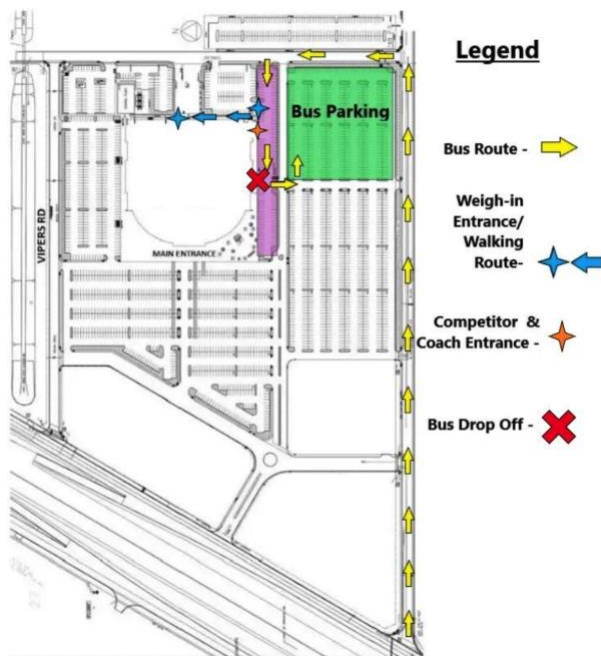 Legend
Bus Parking
Bus Route -
Weigh-in
Entrance/
Walking
Route-
VIPERS RD
MAIN ENTRANCE
Competitor &
Coach Entrance -
Bus Drop Off -